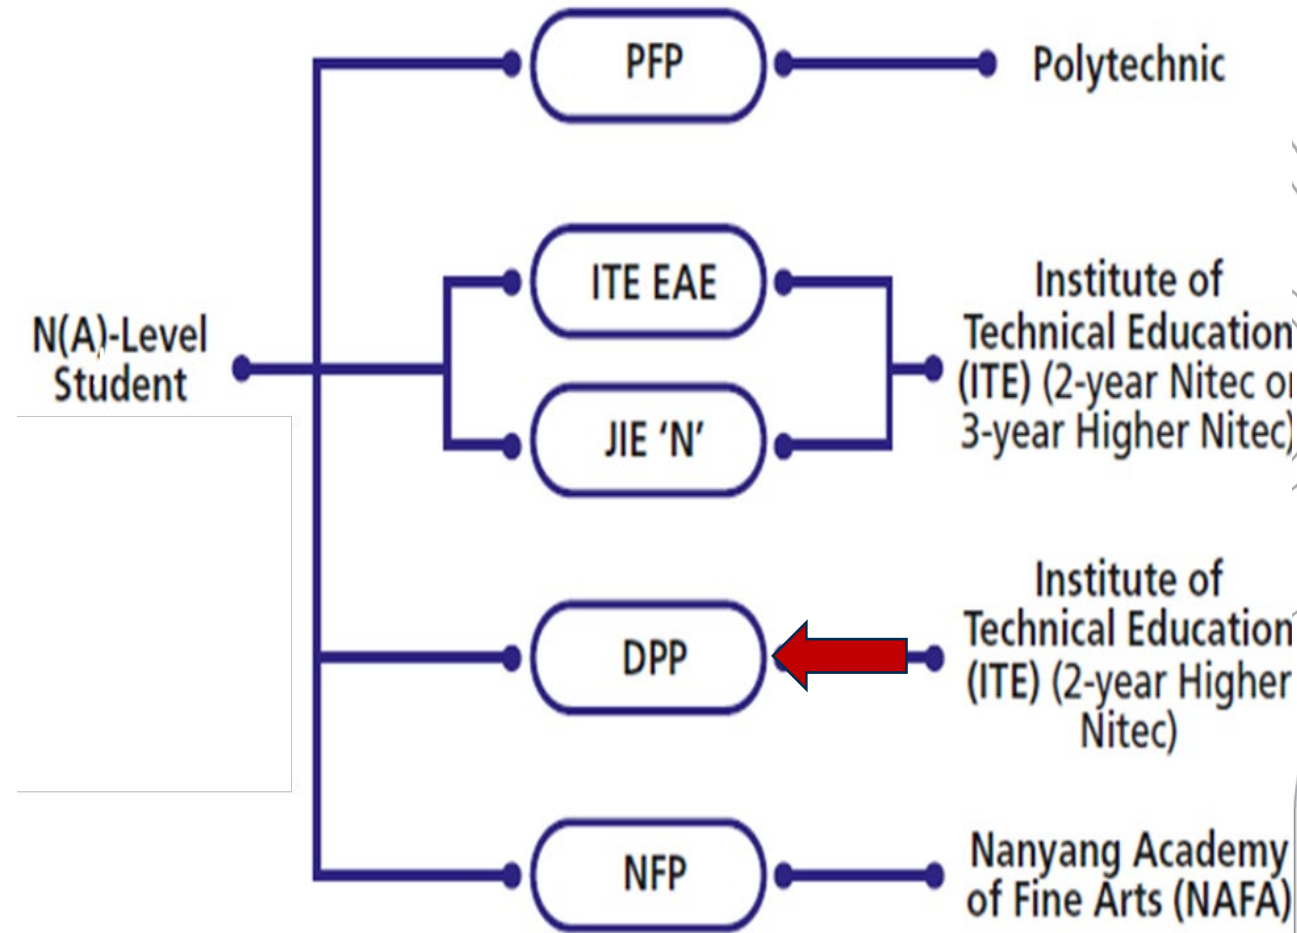 PFP
Polytechnic
ITE EAE
JIE ‘N’
N(A)-Level
Student
Institute of
Technical Education
(ITE) (2-year Nitec or
3-year Higher Nitec)
DPP
Institute of
Technical Education
(ITE) (2-year Higher
Nitec)
NFP
Nanyang Academy
of Fine Arts (NAFA)